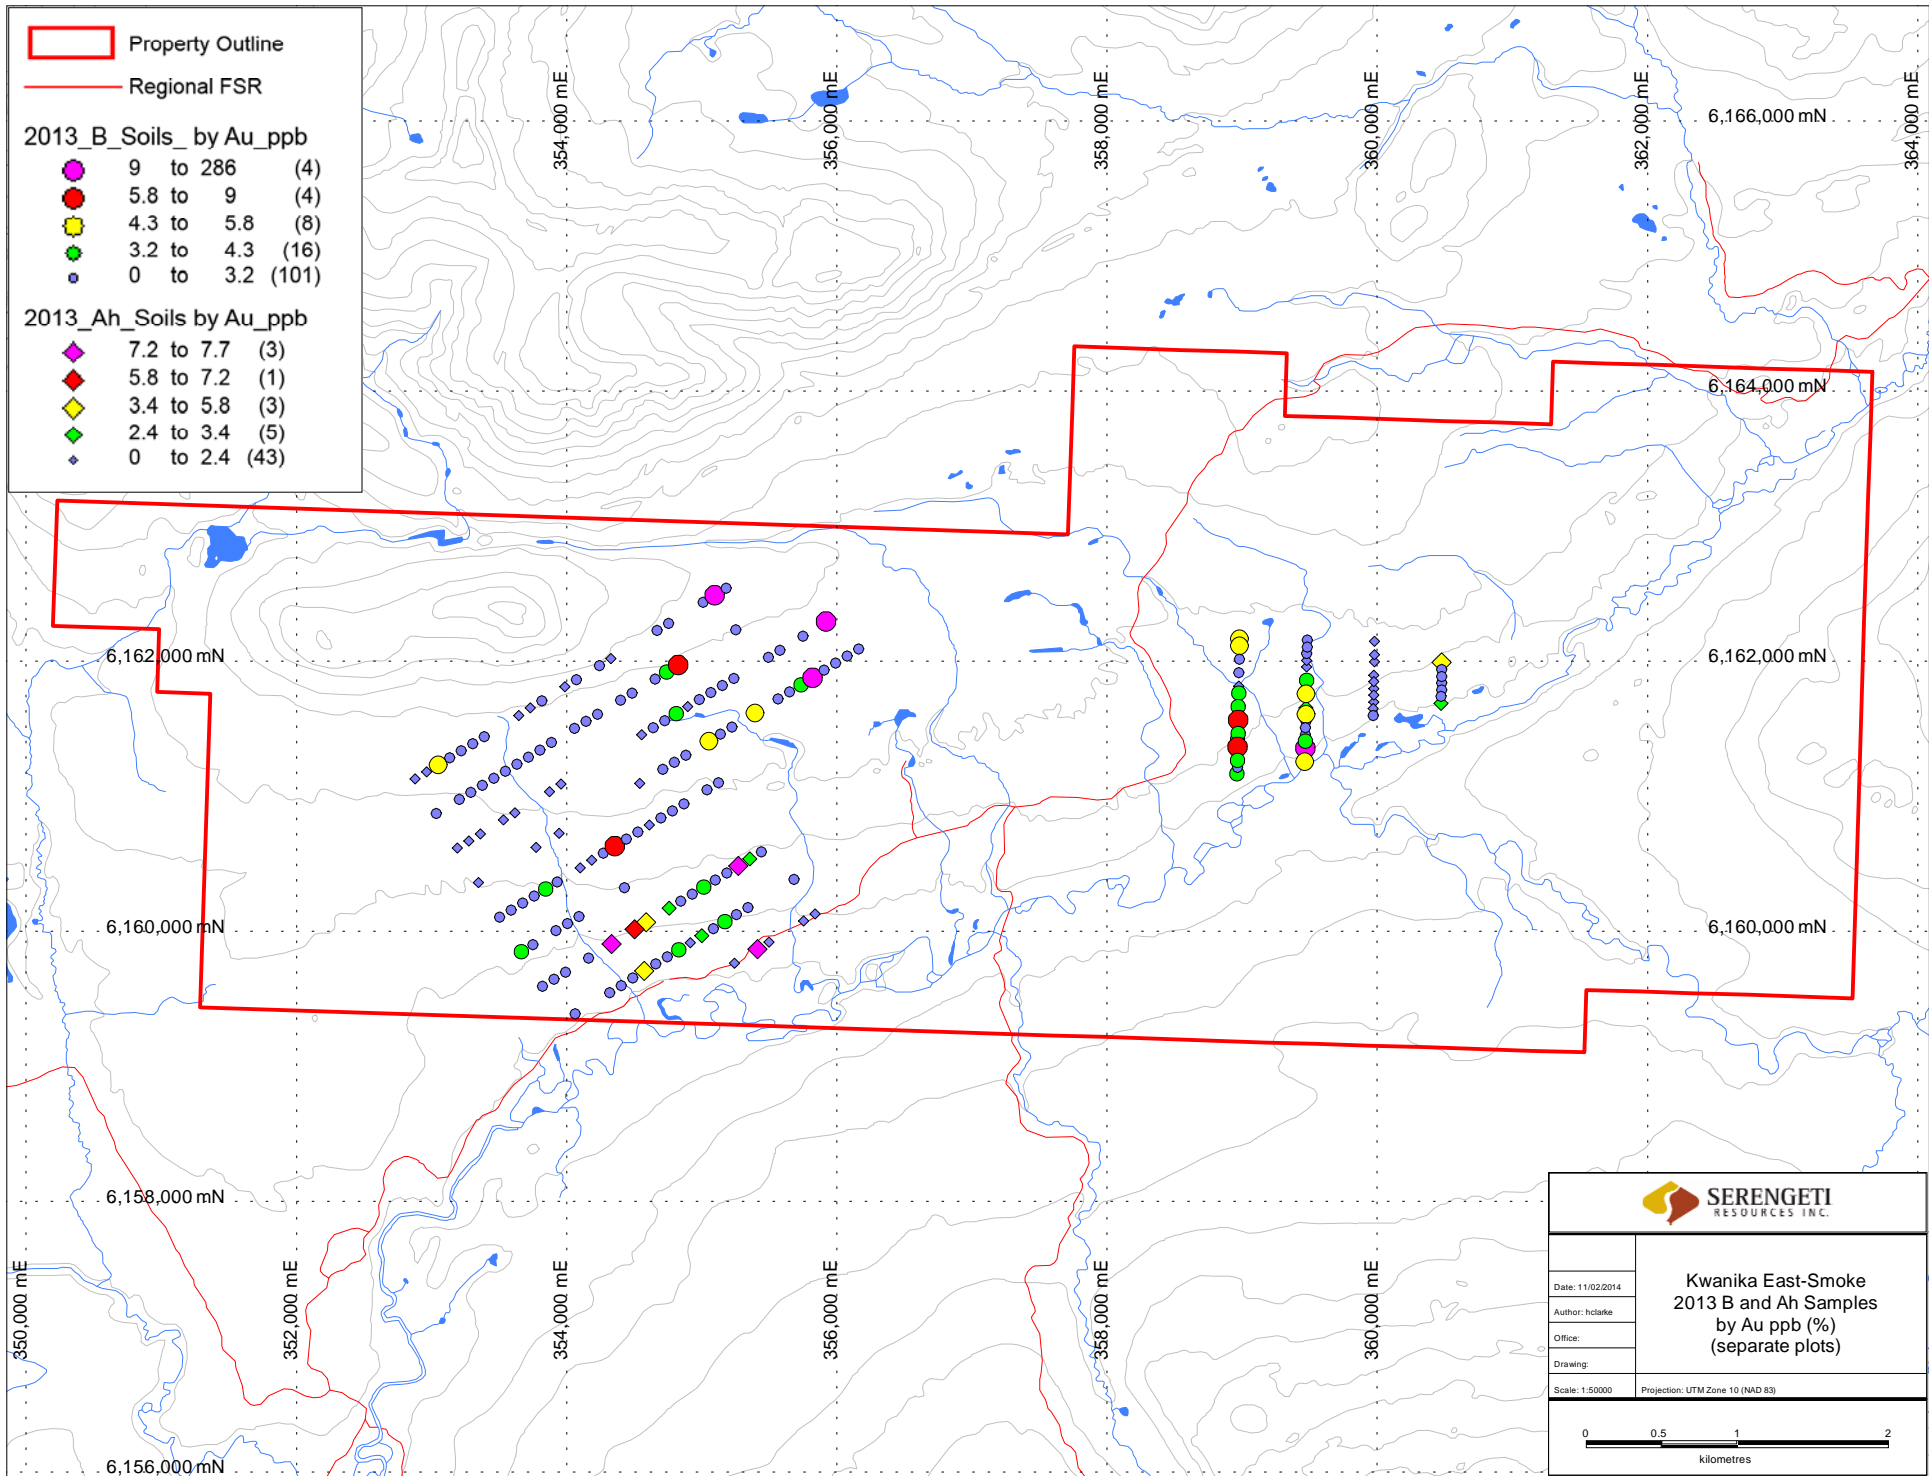 Property Outline
Regional FSR
2013_B_Soils_ by Au_ppb
9 to 286 (4)
5.8 to 9 (4)
4.3 to 5.8 (8)
3.2 to 4.3 (16)
0 to 3.2 (101)
2013_Ah_Soils by Au_ppb
7.2 to 7.7 (3)
5.8 to 7.2 (1)
3.4 to 5.8 (3)
2.4 to 3.4 (5)
0 to 2.4 (43)
354,000 mE
356,000 mE
358,000 mE
360,000 mE
362,000 mE
364,000 mE
6,166,000 mN
6,164,000 mN
6,162,000 mN
6,162,000 mN
6,160,000 mN
6,160,000 mN
6,158,000 mN
350,000 mE
352,000 mE
354,000 mE
356,000 mE
358,000 mE
360,000 mE
6,156,000 mN
SERENGETI
RESOURCES INC.
Date: 11/02/2014
Author: hclarke
Office:
Drawing:
Scale: 1:50000
Kwanika East-Smoke
2013 B and Ah Samples
by Au ppb (%)
(separate plots)
Projection: UTM Zone 10 (NAD 83)
0 0.5 1 2
kilometres